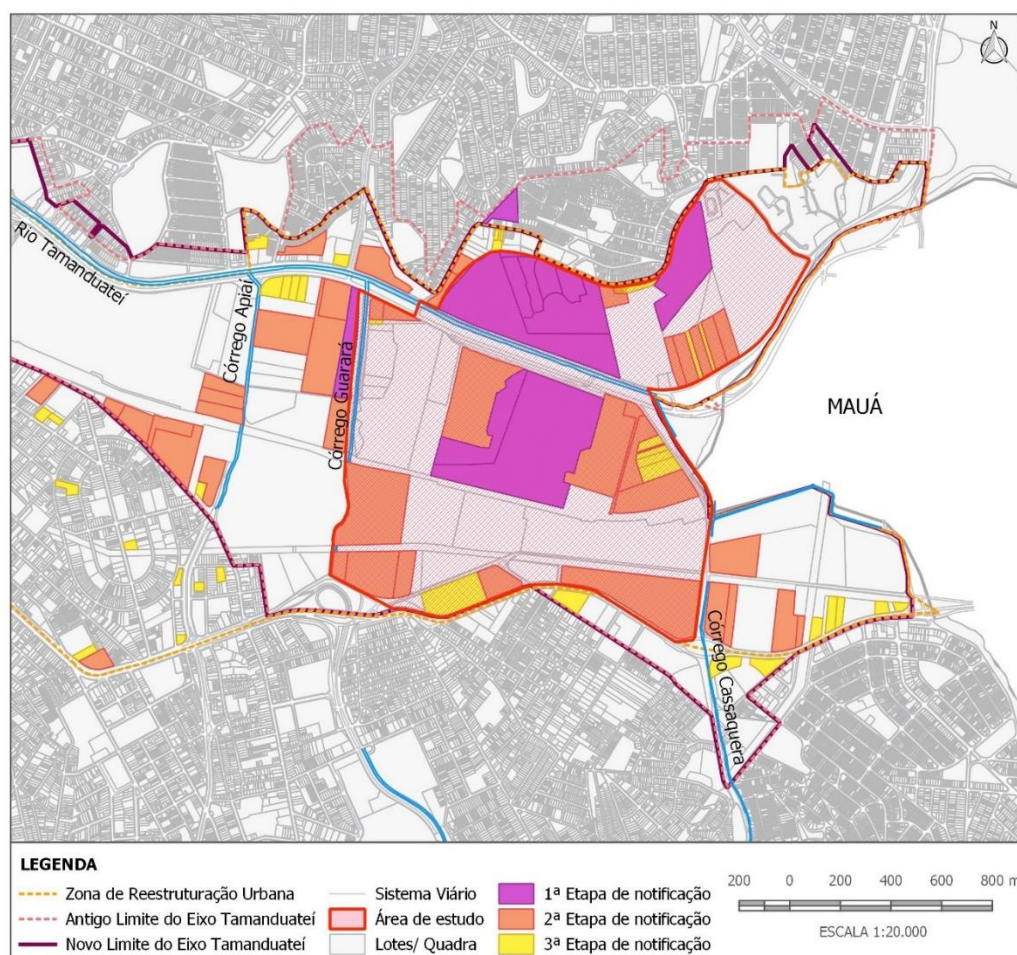 N
Rio Tamanduateí
Córrego Apiaí
Córrego Guarará
MAUÁ
Córrego Cassaquera
LEGENDA
Zona de Reestruturação Urbana
Antigo Limite do Eixo Tamanduateí
Novo Limite do Eixo Tamanduateí
Sistema Viário
Área de estudo
Lotes/ Quadra
1ª Etapa de notificação
2ª Etapa de notificação
3ª Etapa de notificação
200 0 200 400 600 800 m
ESCALA 1:20.000